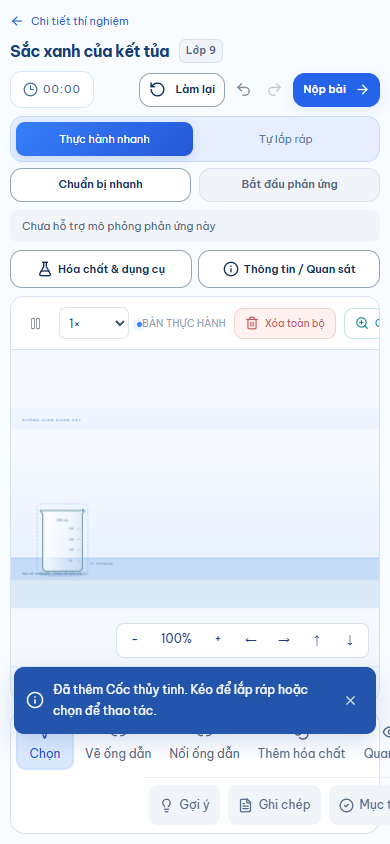 Chi tiết thí nghiệm
Sắc xanh của kết tủa
Lớp 9
00:00
Làm lại
Nộp bài
Thực hành nhanh
Tự lắp ráp
Chuẩn bị nhanh
Bắt đầu phản ứng
Chưa hỗ trợ mô phỏng phản ứng này
Hóa chất & dụng cụ
Thông tin / Quan sát
1×
BÀN THỰC HÀNH
Xóa toàn bộ
- 100% + ← → ↑ ↓
Đã thêm Cốc thủy tinh. Kéo để lắp ráp hoặc
chọn để thao tác.
Chọn
Vẽ ống dẫn
Nối ống dẫn
Thêm hóa chất
Quan
Gợi ý
Ghi chép
Mục t